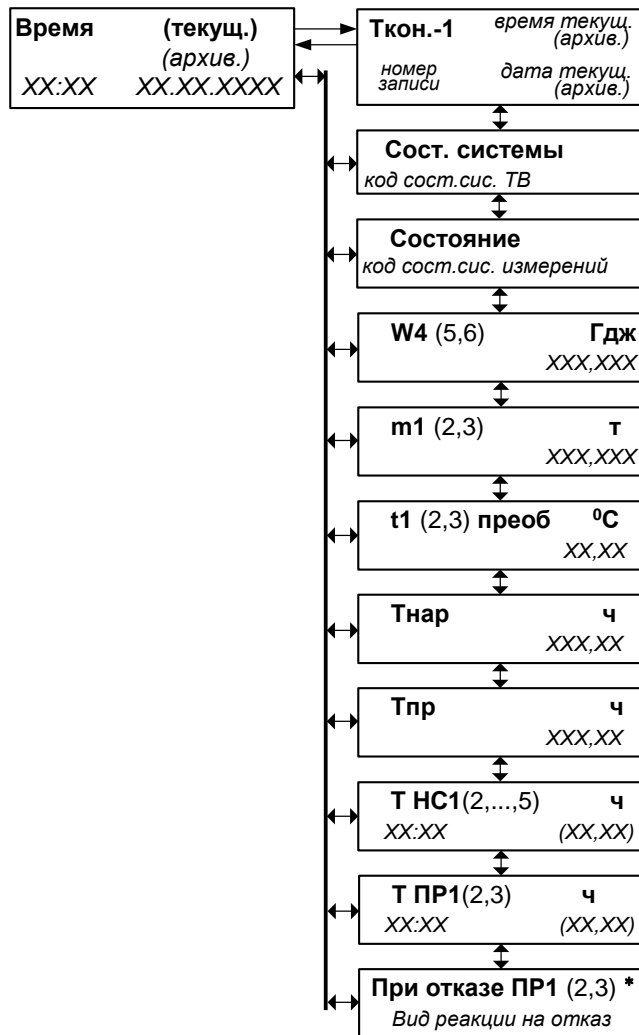 Время (текущ.)
(архив.)
XX:XX XX.XX.XXXX
Ткон.-1 время текущ.
(архив.)
номер
записи
дата текущ.
(архив.)
Сост. системы
код сост.сис. ТВ
Состояние
код сост.сис. измерений
W4 (5,6) Гдж
XXX,XXX
m1 (2,3) т
XXX,XXX
t1 (2,3) преоб ⁰С
XX,XX
Тнар ч
XXX,XX
Тпр ч
XXX,XX
Т НС1(2,...,5) ч
XX:XX (XX,XX)
Т ПР1(2,3) ч
XX:XX (XX,XX)
При отказе ПР1 (2,3) *
Вид реакции на отказ